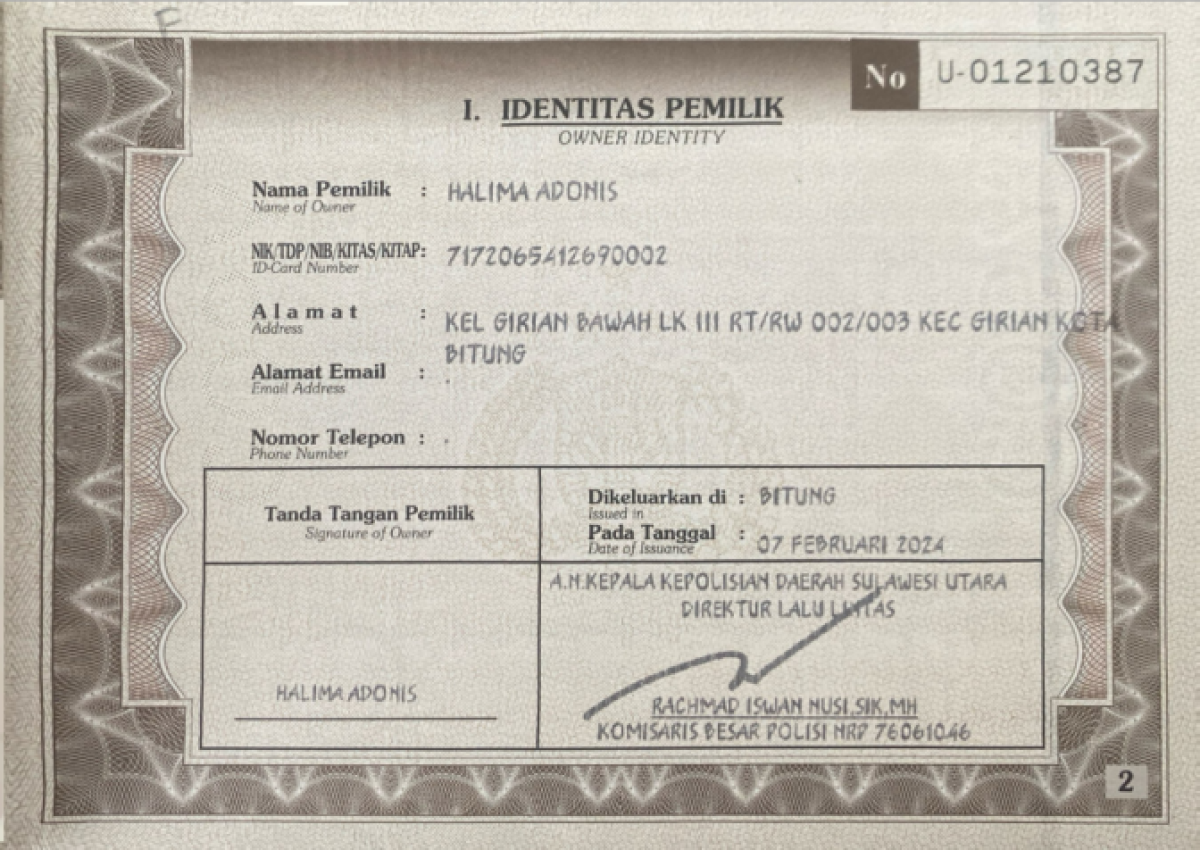 F
No U-01210387
I. IDENTITAS PEMILIK
OWNER IDENTITY
Nama Pemilik : HALIMA ADONIS
Name of Owner
NIK/TDP/NIB/KITAS/KITAP: 7172065412690002
ID-Card Number
Alamat : KEL GIRIAN BAWAH LK III RT/RW 002/003 KEC GIRIAN KOTA
Address
BITUNG
Alamat Email : .
Email Address
Nomor Telepon : .
Phone Number
Tanda Tangan Pemilik
Signature of Owner
Dikeluarkan di : BITUNG
Issued in
Pada Tanggal : 07 FEBRUARI 2024
Date of Issuance
HALIMA ADONIS
A.N.KEPALA KEPOLISIAN DAERAH SULAWESI UTARA
DIREKTUR LALU LINTAS
RACHMAD ISWAN NUSI,SIK,MH
KOMISARIS BESAR POLISI NRP 76061046
2